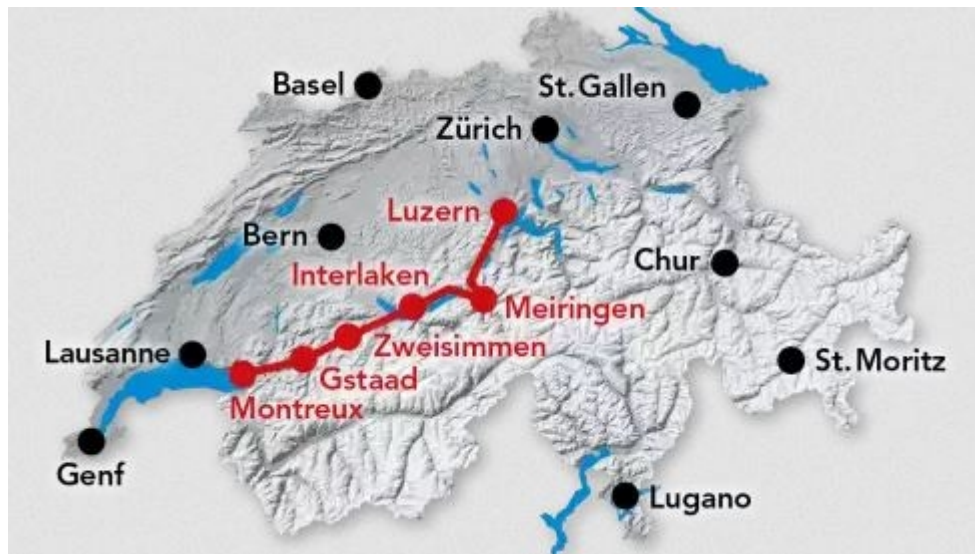 Basel
St. Gallen
Zürich
Luzern
Bern
Chur
Interlaken
Meiringen
Zweisimmen
Lausanne
St. Moritz
Gstaad
Montreux
Genf
Lugano